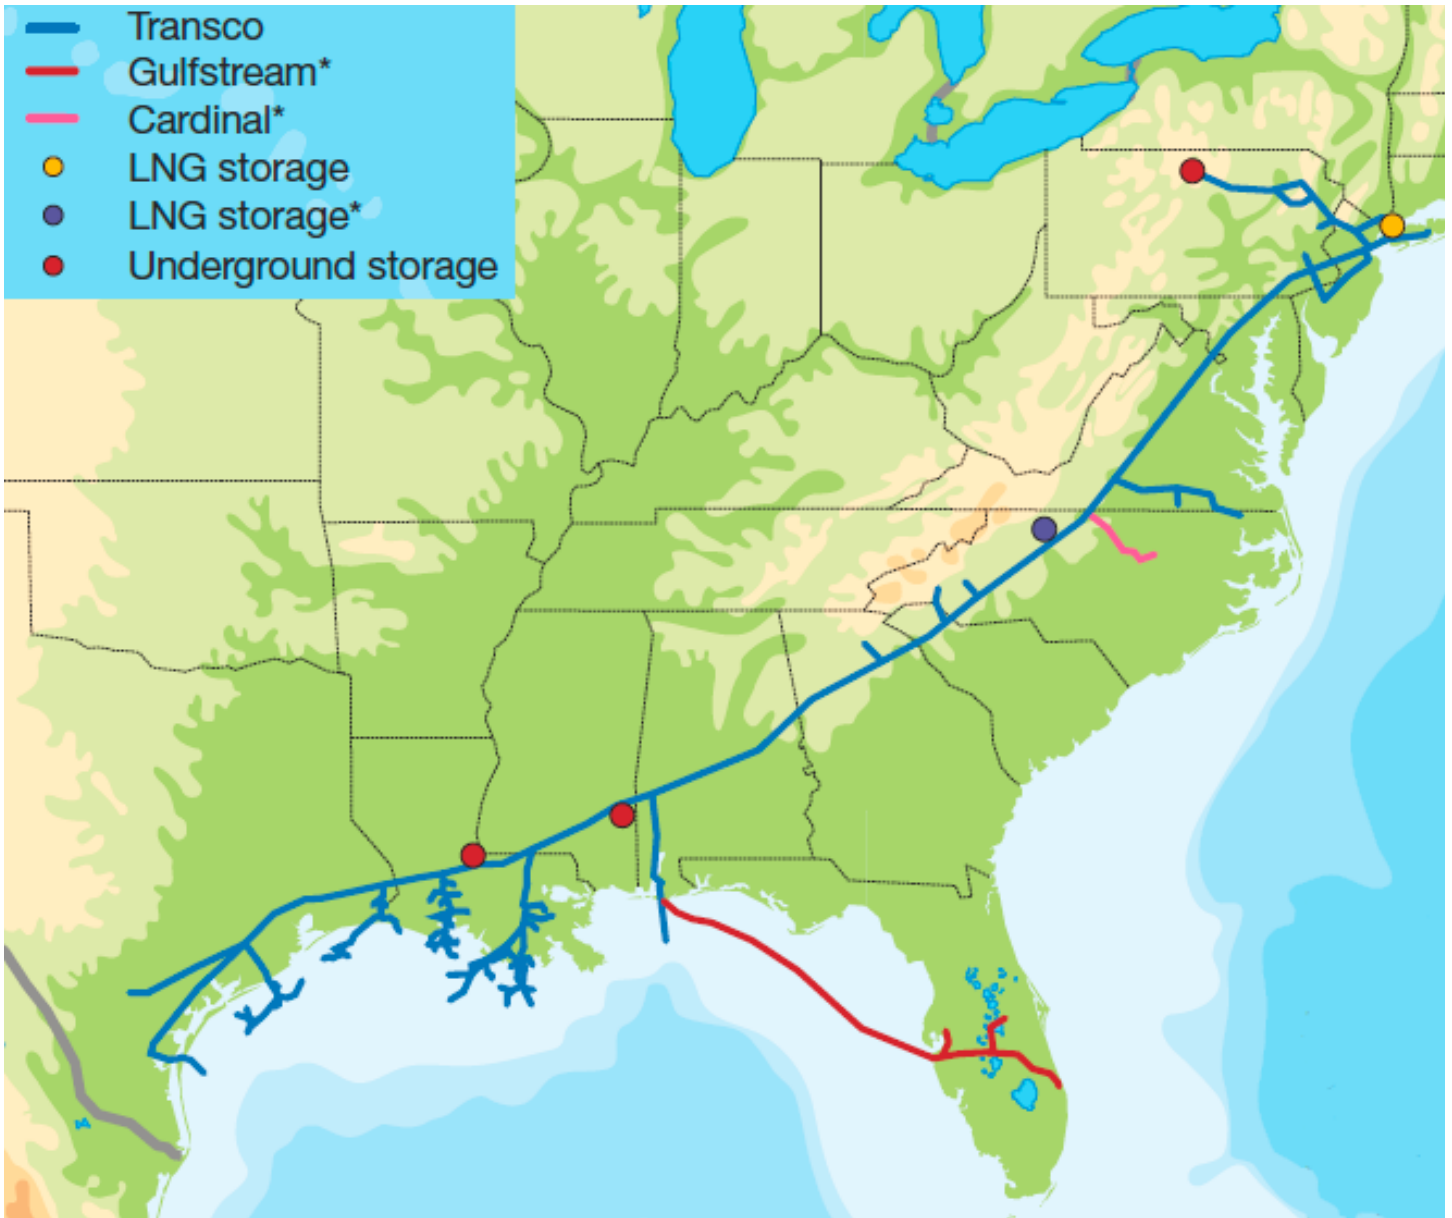 Transco
Gulfstream*
Cardinal*
LNG storage
LNG storage*
Underground storage